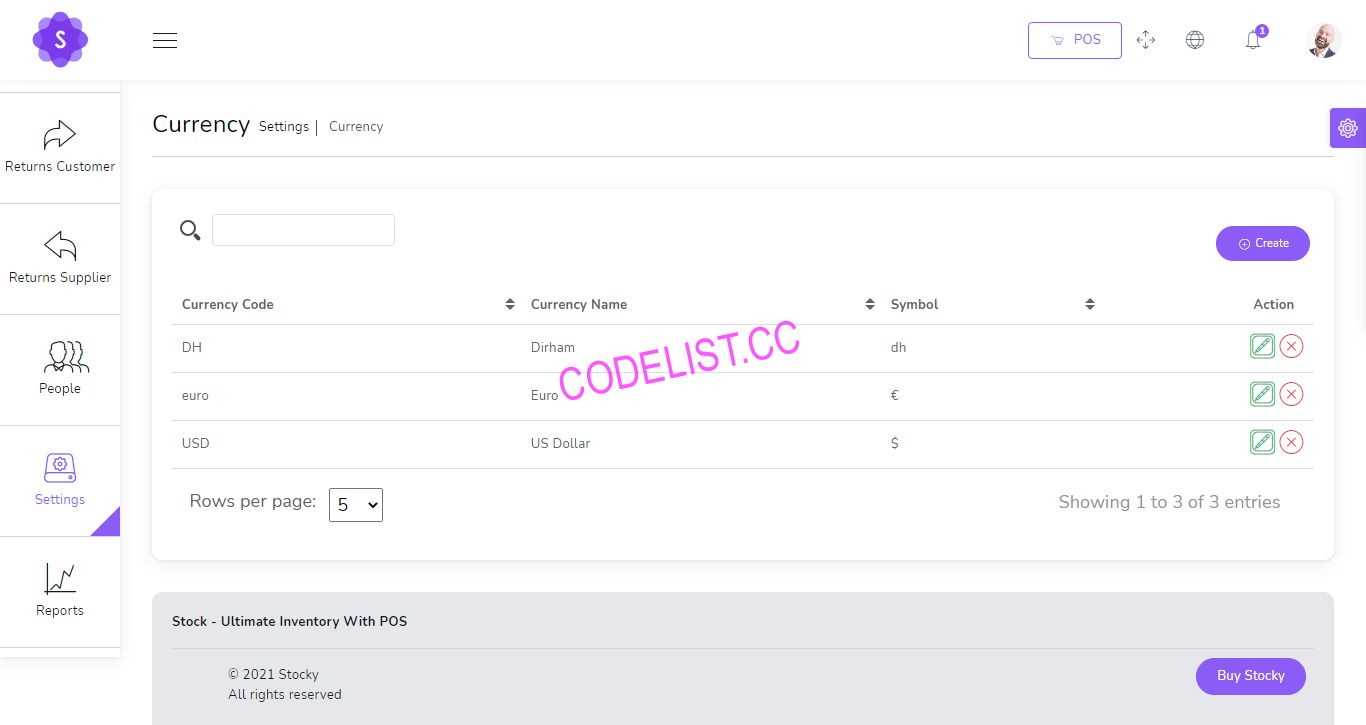 S
POS
1
Currency Settings | Currency
Returns Customer
Returns Supplier
People
Settings
Reports
Create
Currency Code Currency Name Symbol Action
DH Dirham dh
euro Euro €
USD US Dollar $
CODELIST.CC
Rows per page: 5 Showing 1 to 3 of 3 entries
Stock - Ultimate Inventory With POS
© 2021 Stocky
All rights reserved
Buy Stocky